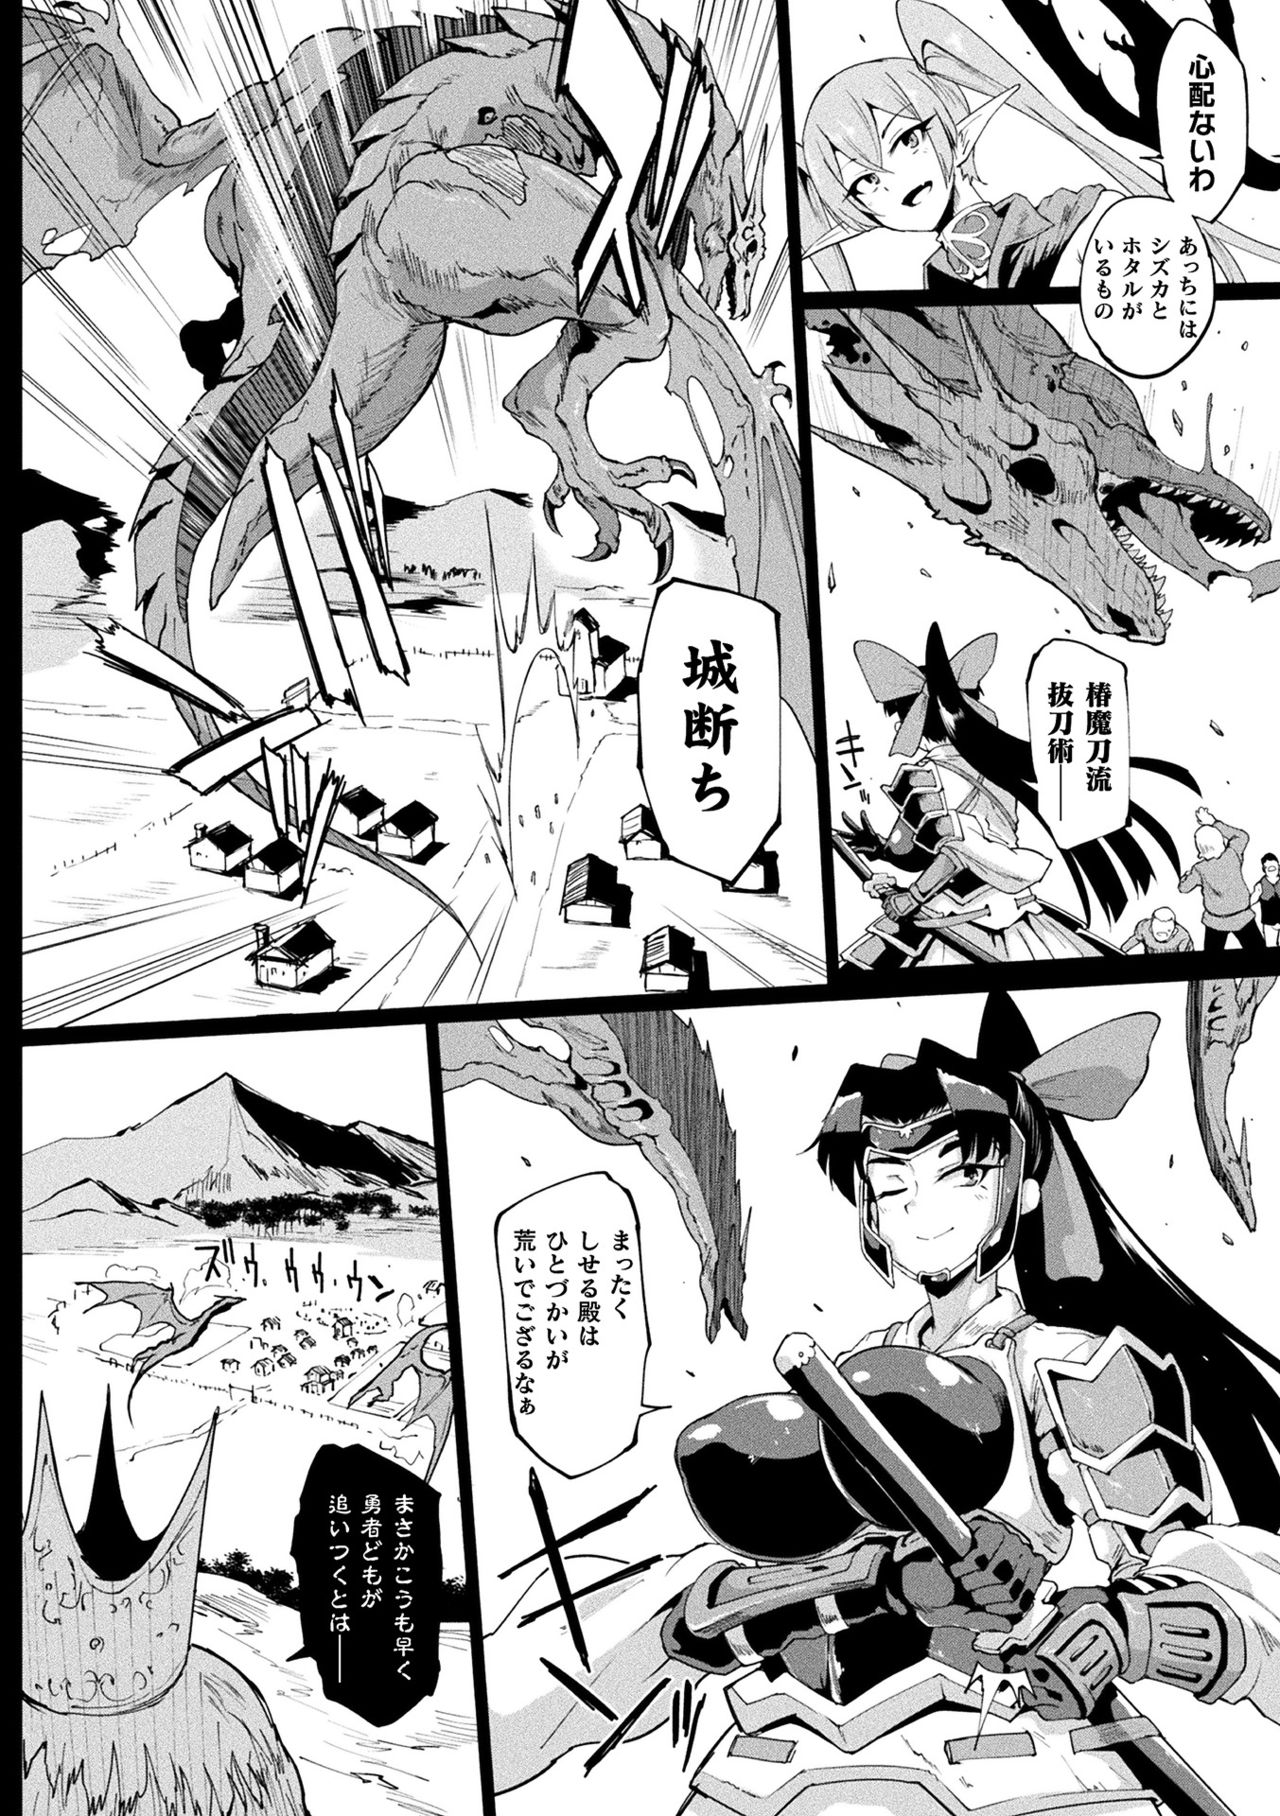 心配ないわ
あっちには
シズカと
ホタルが
いるもの
椿魔刀流
抜刀術――
キンッ
城断ち
まったく
しせる殿は
ひとづかいが
荒いでござるなぁ
ズウゥゥゥン
まさかこうも早く
勇者どもが
追いつくとは――